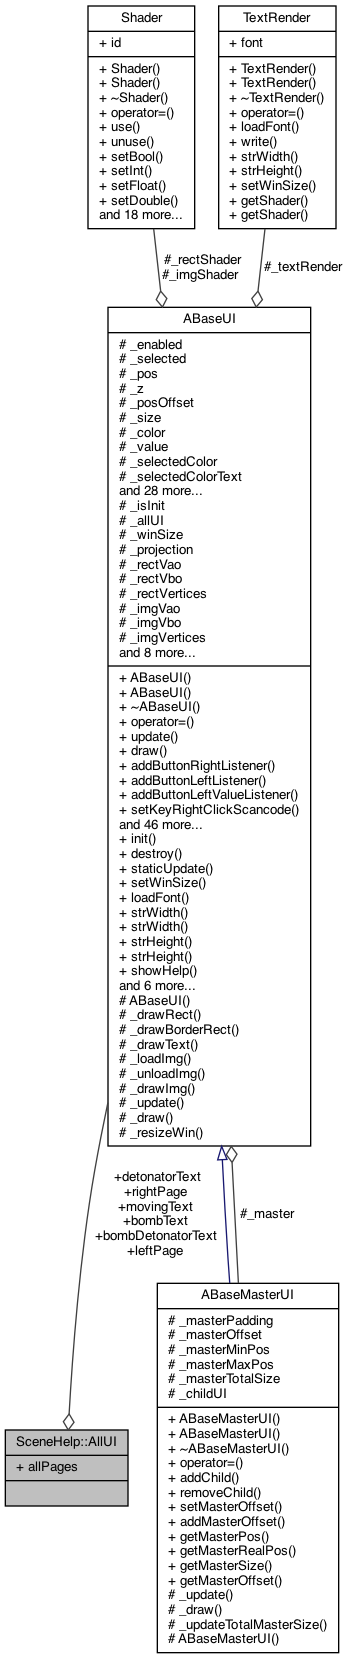 Shader
+ id
+ Shader()
+ Shader()
+ ~Shader()
+ operator=()
+ use()
+ unuse()
+ setBool()
+ setInt()
+ setFloat()
+ setDouble()
and 18 more...
TextRender
+ font
+ TextRender()
+ TextRender()
+ ~TextRender()
+ operator=()
+ loadFont()
+ write()
+ strWidth()
+ strHeight()
+ setWinSize()
+ getShader()
+ getShader()
#_rectShader
#_imgShader
#_textRender
ABaseUI
# _enabled
# _selected
# _pos
# _z
# _posOffset
# _size
# _color
# _value
# _selectedColor
# _selectedColorText
and 28 more...
# _isInit
# _allUI
# _winSize
# _projection
# _rectVao
# _rectVbo
# _rectVertices
# _imgVao
# _imgVbo
# _imgVertices
and 8 more...
+ ABaseUI()
+ ABaseUI()
+ ~ABaseUI()
+ operator=()
+ update()
+ draw()
+ addButtonRightListener()
+ addButtonLeftListener()
+ addButtonLeftValueListener()
+ setKeyRightClickScancode()
and 46 more...
+ init()
+ destroy()
+ staticUpdate()
+ setWinSize()
+ loadFont()
+ strWidth()
+ strWidth()
+ strHeight()
+ strHeight()
+ showHelp()
and 6 more...
# ABaseUI()
# _drawRect()
# _drawBorderRect()
# _drawText()
# _loadImg()
# _unloadImg()
# _drawImg()
# _update()
# _draw()
# _resizeWin()
+detonatorText
+rightPage
+movingText
+bombText
+bombDetonatorText
+leftPage
#_master
ABaseMasterUI
# _masterPadding
# _masterOffset
# _masterMinPos
# _masterMaxPos
# _masterTotalSize
# _childUI
+ ABaseMasterUI()
+ ABaseMasterUI()
+ ~ABaseMasterUI()
+ operator=()
+ addChild()
+ removeChild()
+ setMasterOffset()
+ addMasterOffset()
+ getMasterPos()
+ getMasterRealPos()
+ getMasterSize()
+ getMasterOffset()
# _update()
# _draw()
# _updateTotalMasterSize()
# ABaseMasterUI()
SceneHelp::AllUI
+ allPages